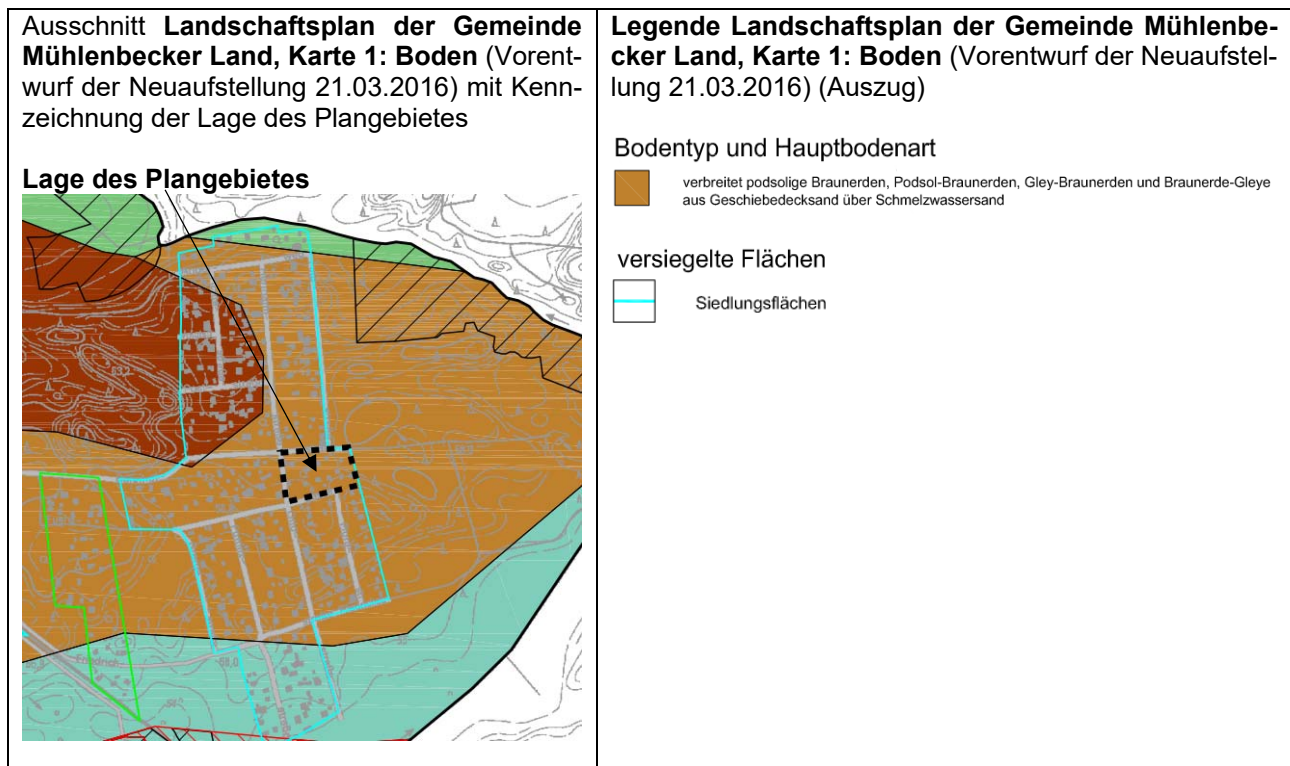 Ausschnitt Landschaftsplan der Gemeinde
Mühlenbecker Land, Karte 1: Boden (Vorent-
wurf der Neuaufstellung 21.03.2016) mit Kenn-
zeichnung der Lage des Plangebietes
Lage des Plangebietes
Friedrich
Legende Landschaftsplan der Gemeinde Mühlenbe-
cker Land, Karte 1: Boden (Vorentwurf der Neuaufstel-
lung 21.03.2016) (Auszug)
Bodentyp und Hauptbodenart
verbreitet podsolige Braunerden, Podsol-Braunerden, Gley-Braunerden und Braunerde-Gleye
aus Geschiebedecksand über Schmelzwassersand
versiegelte Flächen
Siedlungsflächen